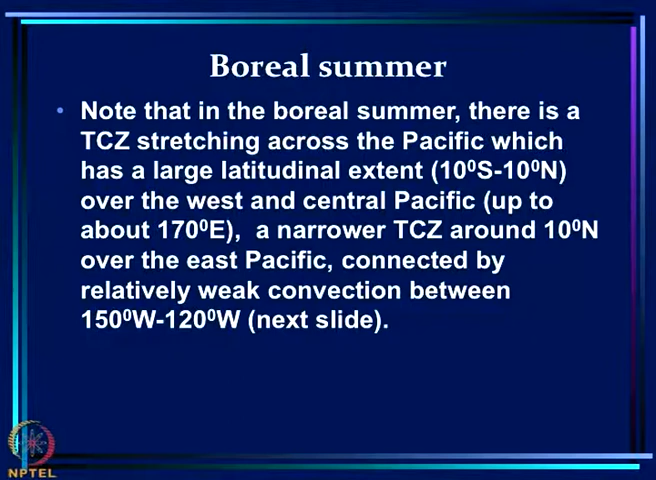 Boreal summer
• Note that in the boreal summer, there is a
TCZ stretching across the Pacific which
has a large latitudinal extent (10⁰S-10⁰N)
over the west and central Pacific (up to
about 170⁰E),  a narrower TCZ around 10⁰N
over the east Pacific, connected by
relatively weak convection between
150⁰W-120⁰W (next slide).
NPTEL